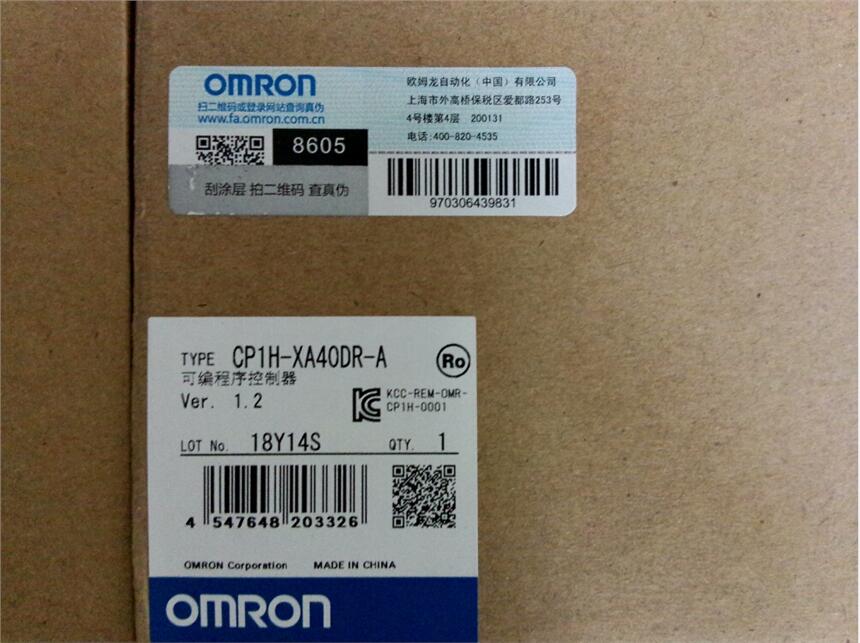 OMRON
扫二维码或登录网站查询真伪
www.fa.omron.com.cn
8605
刮涂层 拍二维码 查真伪
欧姆龙自动化（中国）有限公司
上海市外高桥保税区爱都路253号
4号楼第4层 200131
电话:400-820-4535
970306439831
TYPE CP1H-XA40DR-A
Ro
可编程序控制器
Ver. 1.2
KCC-REM-OMR-
CP1H-0001
LOT No. 18Y14S QTY. 1
4 547648 203326
OMRON Corporation MADE IN CHINA
OMRON